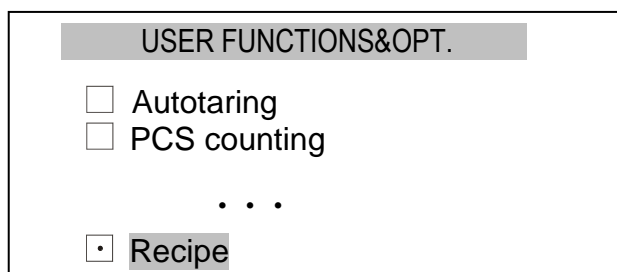 USER FUNCTIONS&OPT.
Autotaring
PCS counting
. . .
Recipe